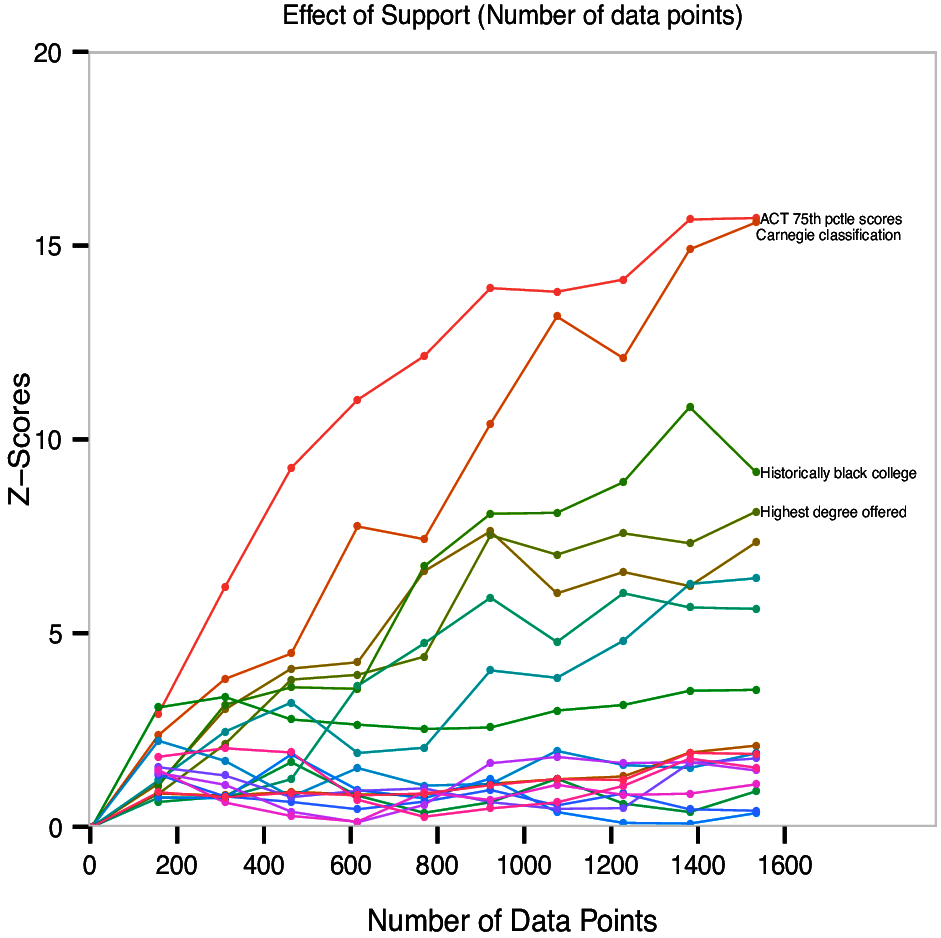 Effect of Support (Number of data points)
20
15
10
5
0
Z−Scores
ACT 75th pctle scores
Carnegie classification
Historically black college
Highest degree offered
0 200 400 600 800 1000 1200 1400 1600
Number of Data Points